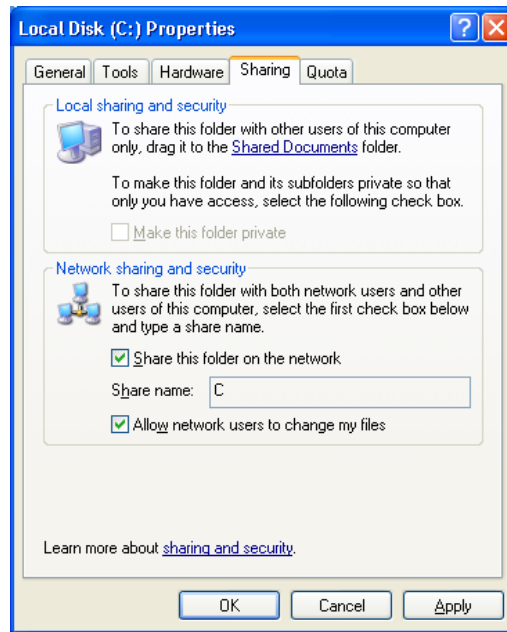 Local Disk (C:) Properties
General
Tools
Hardware
Sharing
Quota
Local sharing and security
To share this folder with other users of this computer
only, drag it to the Shared Documents folder.
To make this folder and its subfolders private so that
only you have access, select the following check box.
Make this folder private
Network sharing and security
To share this folder with both network users and other
users of this computer, select the first check box below
and type a share name.
Share this folder on the network
Share name: C
Allow network users to change my files
Learn more about sharing and security.
OK
Cancel
Apply